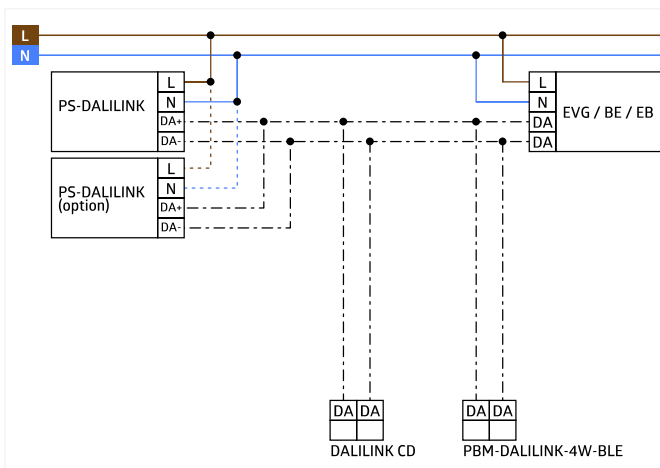 L
N
PS-DALILINK
L
N
DA+
DA-
L
N
DA
DA
EVG / BE / EB
PS-DALILINK
(option)
L
N
DA+
DA-
DA DA
DALILINK CD
DA DA
PBM-DALILINK-4W-BLE